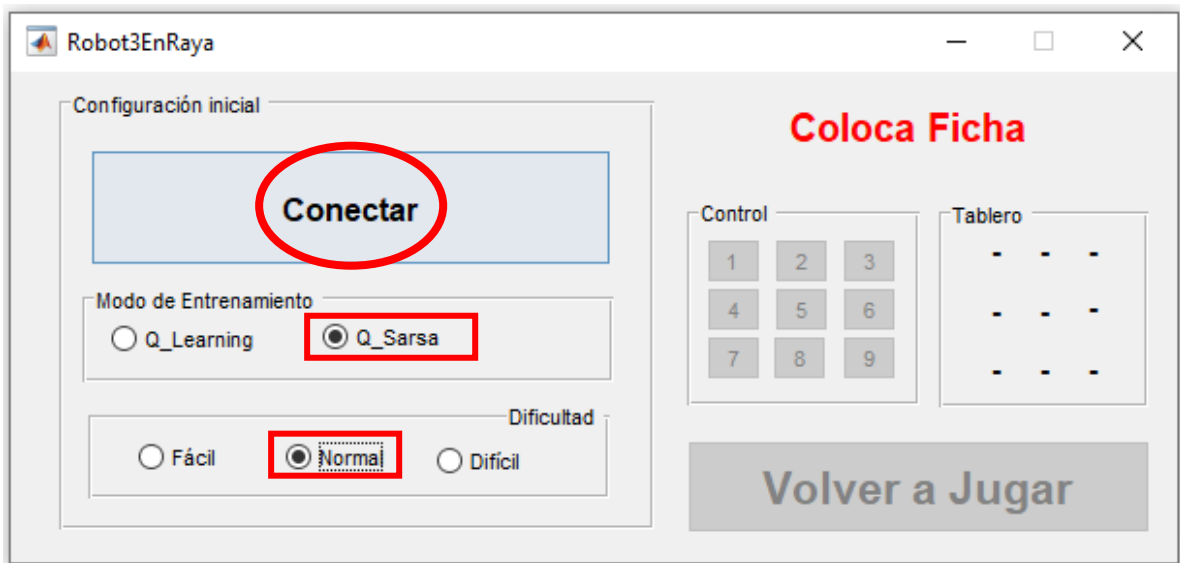 Robot3EnRaya
Configuración inicial
Conectar
Modo de Entrenamiento
Q_Learning Q_Sarsa
Dificultad
Fácil Normal Difícil
Coloca Ficha
Control
1 2 3
4 5 6
7 8 9
Tablero
- - -
- - -
- - -
Volver a Jugar